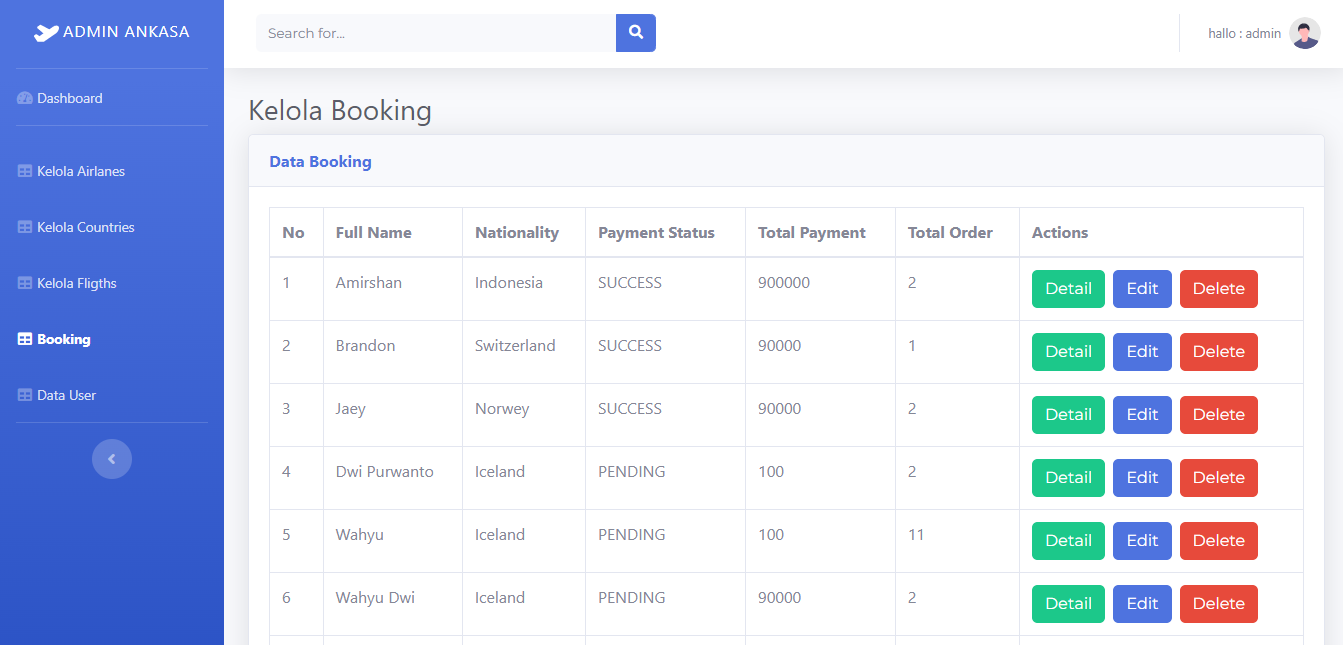 ADMIN ANKASA
Search for...
hallo : admin
Dashboard
Kelola Airlanes
Kelola Countries
Kelola Fligths
Booking
Data User
Kelola Booking
Data Booking
No Full Name Nationality Payment Status Total Payment Total Order Actions
1 Amirshan Indonesia SUCCESS 900000 2 Detail Edit Delete
2 Brandon Switzerland SUCCESS 90000 1 Detail Edit Delete
3 Jaey Norwey SUCCESS 90000 2 Detail Edit Delete
4 Dwi Purwanto Iceland PENDING 100 2 Detail Edit Delete
5 Wahyu Iceland PENDING 100 11 Detail Edit Delete
6 Wahyu Dwi Iceland PENDING 90000 2 Detail Edit Delete